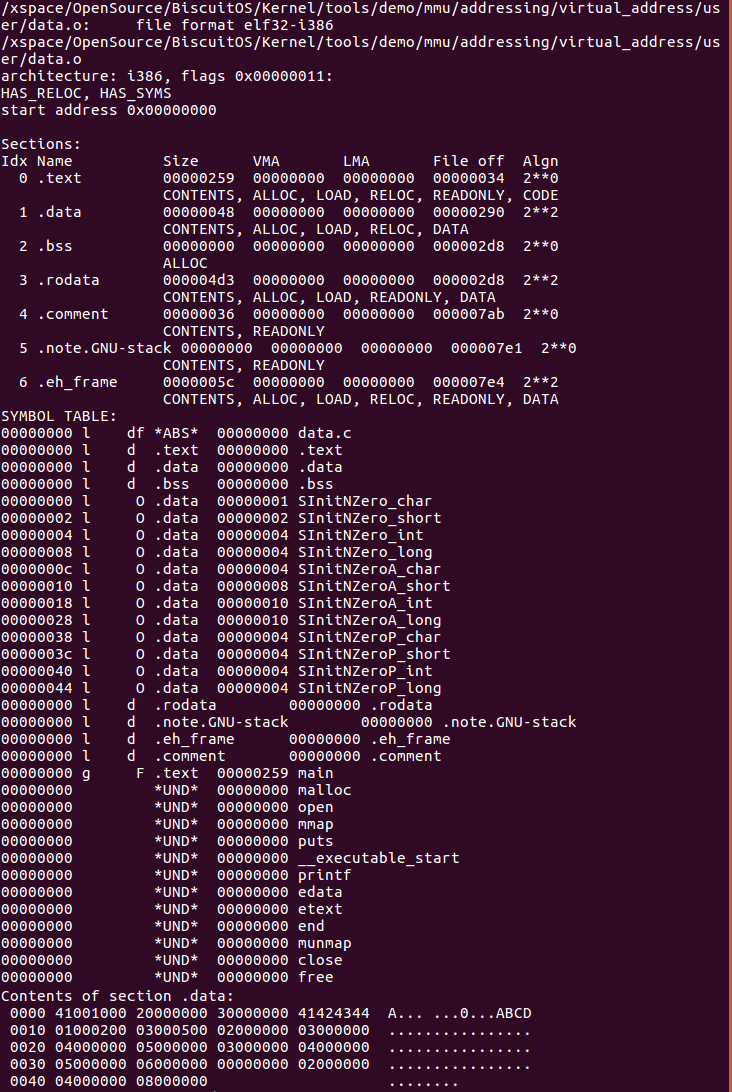 /xspace/OpenSource/BiscuitOS/Kernel/tools/demo/mmu/addressing/virtual_address/us
er/data.o:     file format elf32-i386
/xspace/OpenSource/BiscuitOS/Kernel/tools/demo/mmu/addressing/virtual_address/us
er/data.o
architecture: i386, flags 0x00000011:
HAS_RELOC, HAS_SYMS
start address 0x00000000

Sections:
Idx Name          Size      VMA       LMA       File off  Algn
  0 .text         00000259  00000000  00000000  00000034  2**0
                  CONTENTS, ALLOC, LOAD, RELOC, READONLY, CODE
  1 .data         00000048  00000000  00000000  00000290  2**2
                  CONTENTS, ALLOC, LOAD, RELOC, DATA
  2 .bss          00000000  00000000  00000000  000002d8  2**0
                  ALLOC
  3 .rodata       000004d3  00000000  00000000  000002d8  2**2
                  CONTENTS, ALLOC, LOAD, READONLY, DATA
  4 .comment      00000036  00000000  00000000  000007ab  2**0
                  CONTENTS, READONLY
  5 .note.GNU-stack 00000000  00000000  00000000  000007e1  2**0
                  CONTENTS, READONLY
  6 .eh_frame     0000005c  00000000  00000000  000007e4  2**2
                  CONTENTS, ALLOC, LOAD, RELOC, READONLY, DATA
SYMBOL TABLE:
00000000 l    df *ABS*  00000000 data.c
00000000 l    d  .text  00000000 .text
00000000 l    d  .data  00000000 .data
00000000 l    d  .bss   00000000 .bss
00000000 l     O .data  00000001 SInitNZero_char
00000002 l     O .data  00000002 SInitNZero_short
00000004 l     O .data  00000004 SInitNZero_int
00000008 l     O .data  00000004 SInitNZero_long
0000000c l     O .data  00000004 SInitNZeroA_char
00000010 l     O .data  00000008 SInitNZeroA_short
00000018 l     O .data  00000010 SInitNZeroA_int
00000028 l     O .data  00000010 SInitNZeroA_long
00000038 l     O .data  00000004 SInitNZeroP_char
0000003c l     O .data  00000004 SInitNZeroP_short
00000040 l     O .data  00000004 SInitNZeroP_int
00000044 l     O .data  00000004 SInitNZeroP_long
00000000 l    d  .rodata        00000000 .rodata
00000000 l    d  .note.GNU-stack        00000000 .note.GNU-stack
00000000 l    d  .eh_frame      00000000 .eh_frame
00000000 l    d  .comment       00000000 .comment
00000000 g     F .text  00000259 main
00000000         *UND*  00000000 malloc
00000000         *UND*  00000000 open
00000000         *UND*  00000000 mmap
00000000         *UND*  00000000 puts
00000000         *UND*  00000000 __executable_start
00000000         *UND*  00000000 printf
00000000         *UND*  00000000 edata
00000000         *UND*  00000000 etext
00000000         *UND*  00000000 end
00000000         *UND*  00000000 munmap
00000000         *UND*  00000000 close
00000000         *UND*  00000000 free
Contents of section .data:
 0000 41001000 20000000 30000000 41424344  A... ...0...ABCD
 0010 01000200 03000500 02000000 03000000  ................
 0020 04000000 05000000 03000000 04000000  ................
 0030 05000000 06000000 00000000 02000000  ................
 0040 04000000 08000000                    ........